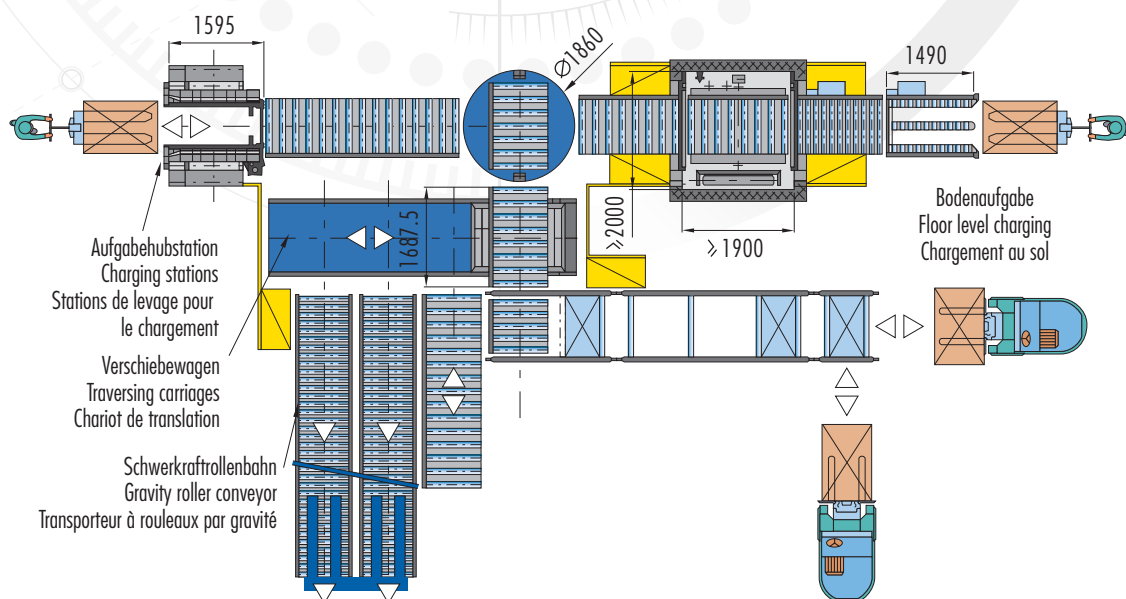 1595
Ø1860
1490
Aufgabehubstation
Charging stations
Stations de levage pour
le chargement
1687.5
≥2000
≥1900
Bodenaufgabe
Floor level charging
Chargement au sol
Verschiebewagen
Traversing carriages
Chariot de translation
Schwerkraftrollenbahn
Gravity roller conveyor
Transporteur à rouleaux par gravité